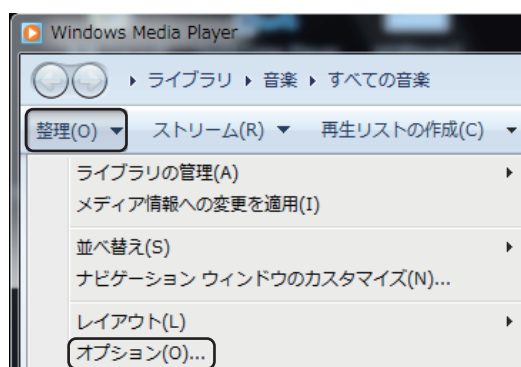 Windows Media Player
ライブラリ ▸ 音楽 ▸ すべての音楽
整理(O) ▼ ストリーム(R) ▼ 再生リストの作成(C) ▼
ライブラリの管理(A)
メディア情報への変更を適用(I)
並べ替え(S)
ナビゲーション ウィンドウのカスタマイズ(N)...
レイアウト(L)
オプション(O)...